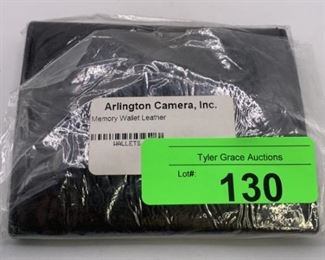 Arlington Camera, Inc.
Memory Wallet Leather
WALLETS
Tyler Grace Auctions
Lot#:
130